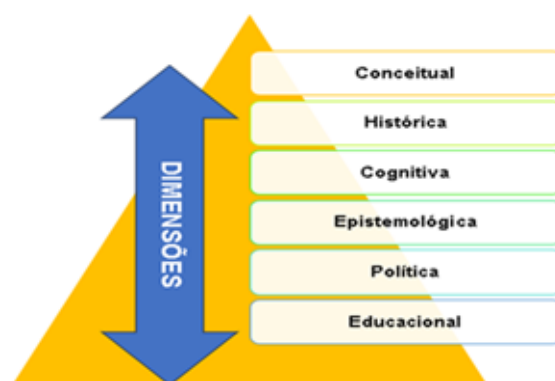 DIMENSÕES
Conceitual
Histórica
Cognitiva
Epistemológica
Política
Educacional